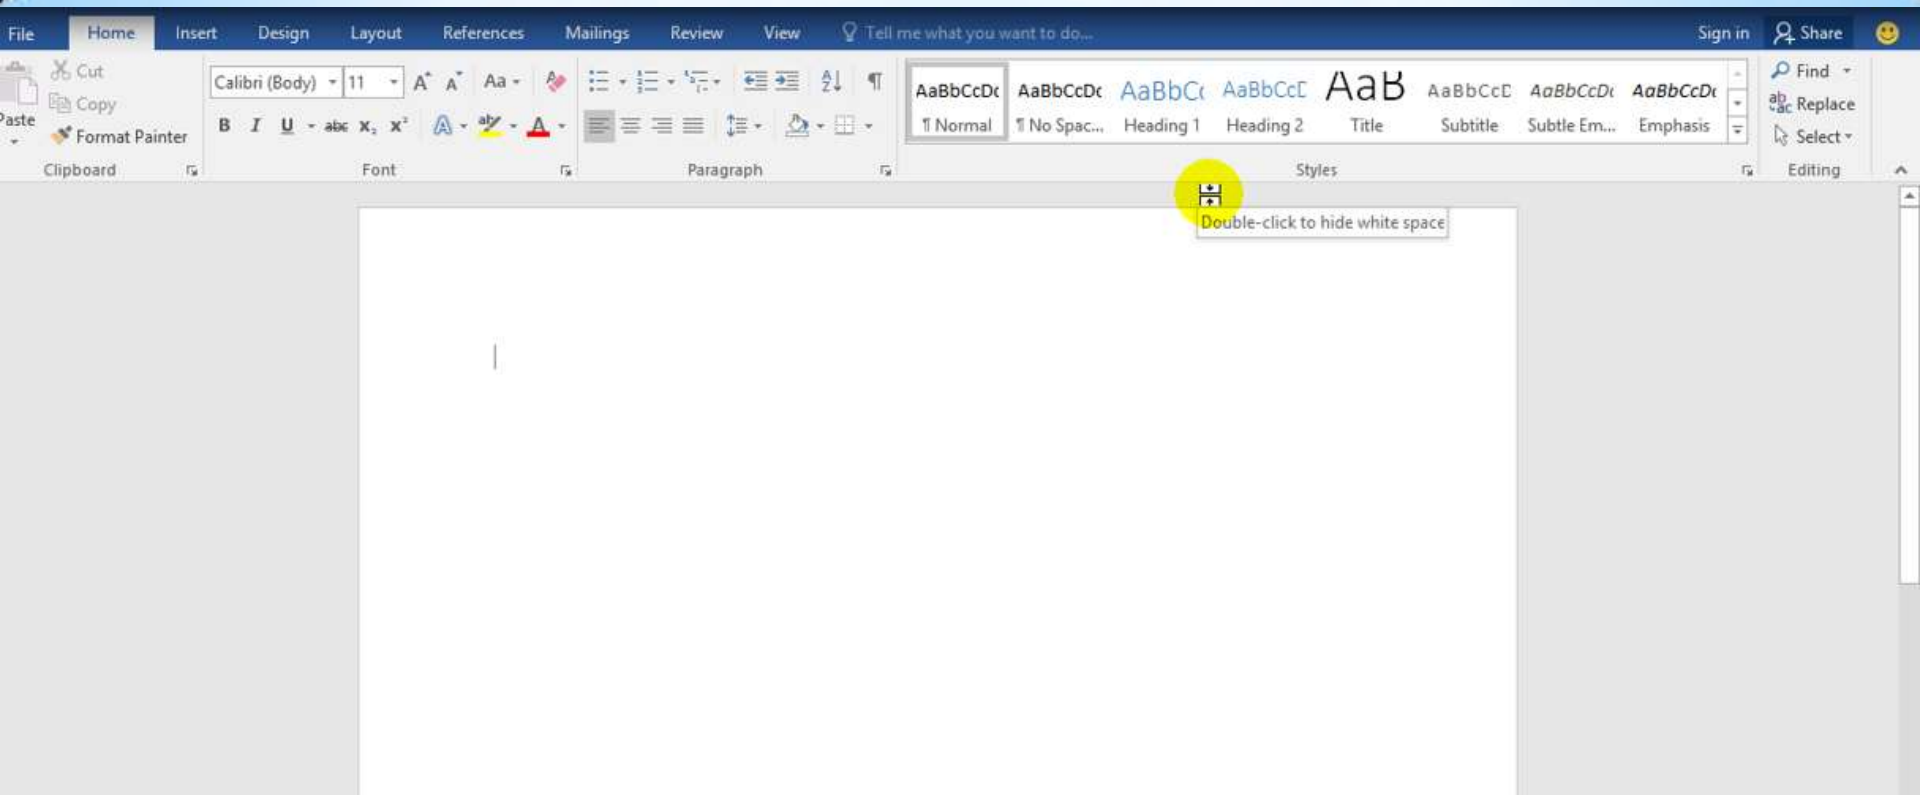 File Home Insert Design Layout References Mailings Review View Tell me what you want to do... Sign in Share
Cut
Copy
Paste
Format Painter
Clipboard
Calibri (Body) 11 A A Aa
B I U abc X₂ X² A aby A
Font
A Z ¶
Paragraph
AaBbCcDc AaBbCcDc AaBbCc AaBbCcD AaB AaBbCcD AaBbCcDc AaBbCcDc
¶ Normal ¶ No Spac... Heading 1 Heading 2 Title Subtitle Subtle Em... Emphasis
Styles
Find
Replace
Select
Editing
Double-click to hide white space